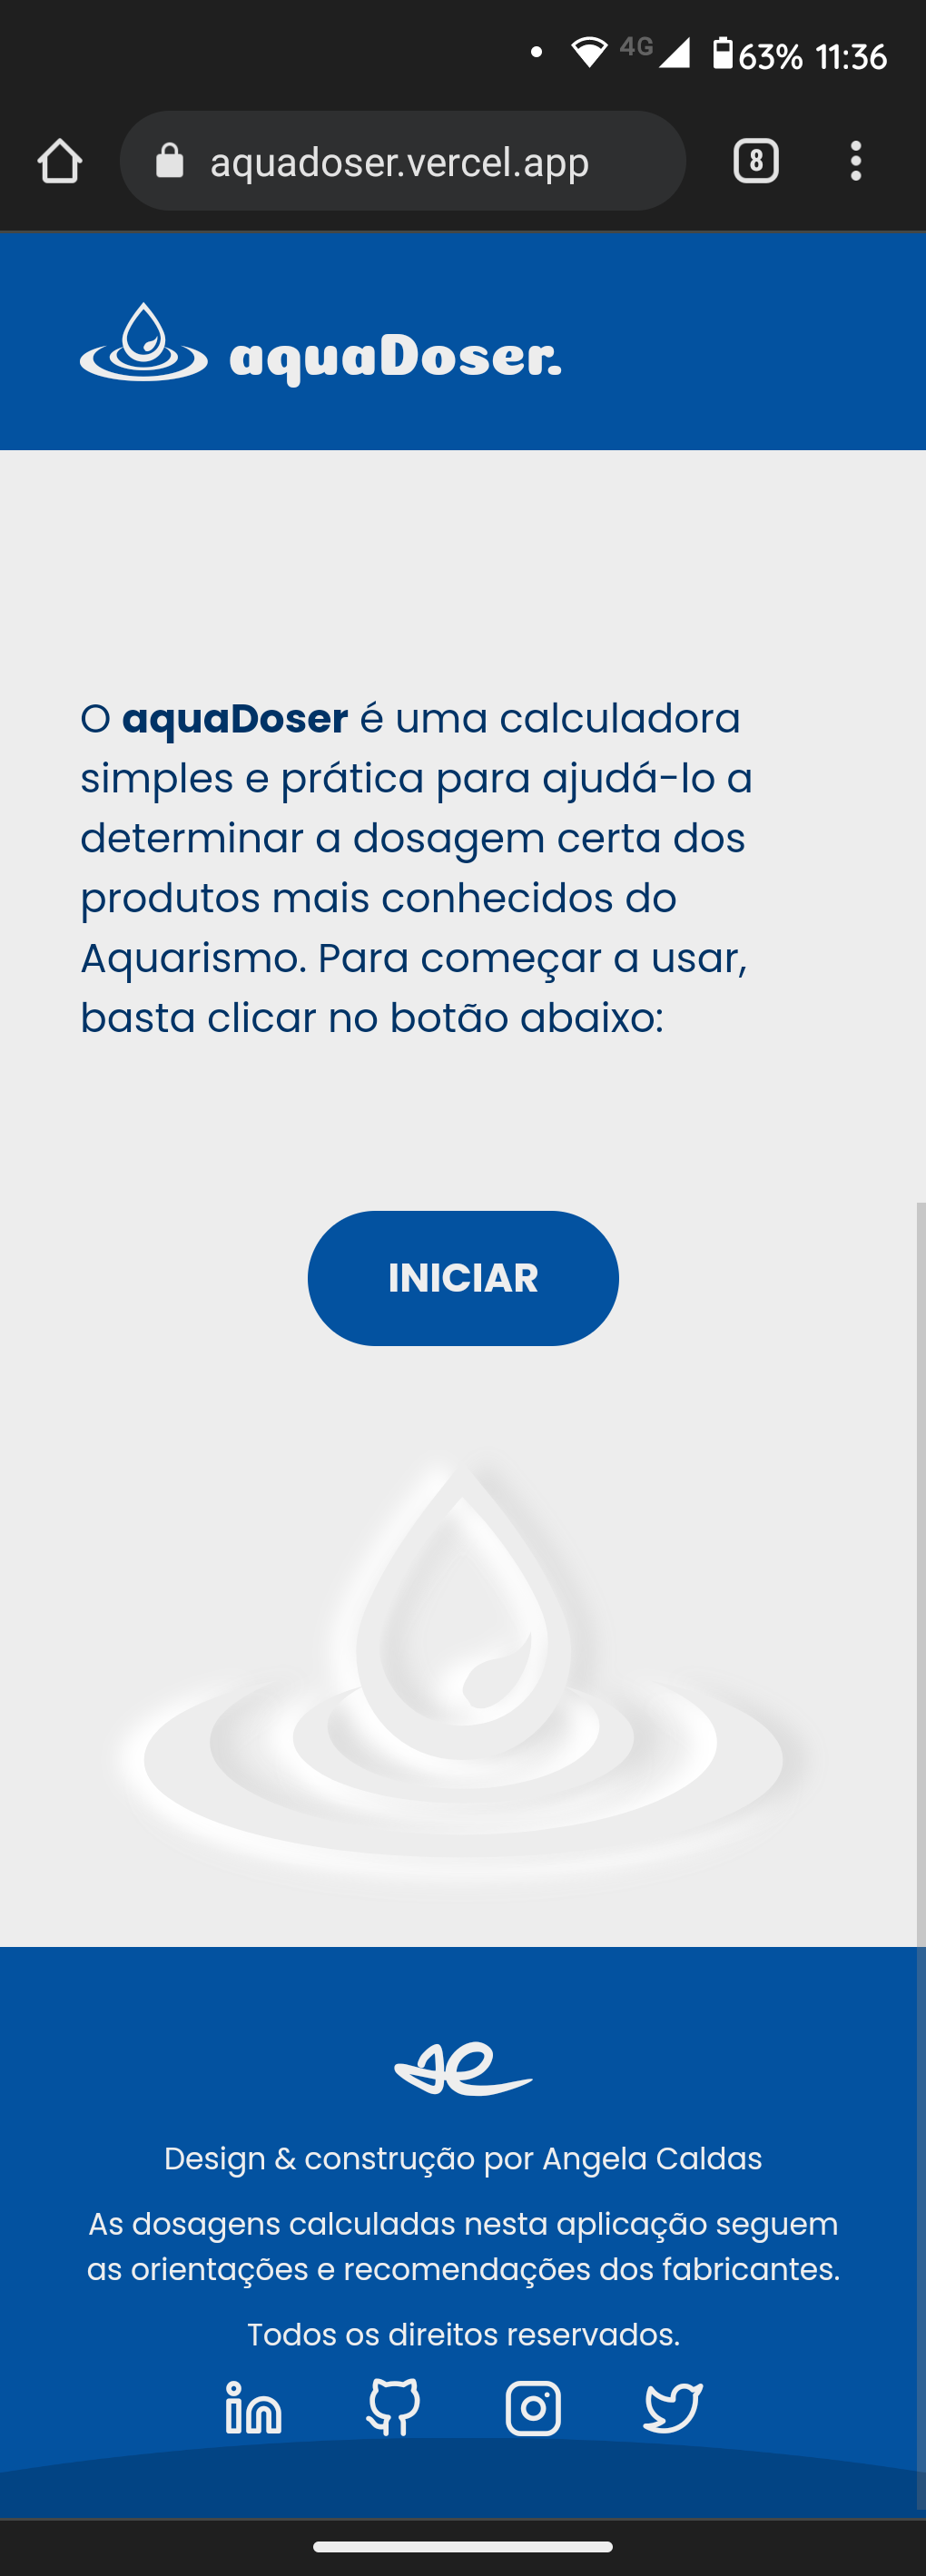 4G 63% 11:36
aquadoser.vercel.app 8
aquaDoser.
O aquaDoser é uma calculadora
simples e prática para ajudá-lo a
determinar a dosagem certa dos
produtos mais conhecidos do
Aquarismo. Para começar a usar,
basta clicar no botão abaixo:
INICIAR
Design & construção por Angela Caldas
As dosagens calculadas nesta aplicação seguem
as orientações e recomendações dos fabricantes.
Todos os direitos reservados.